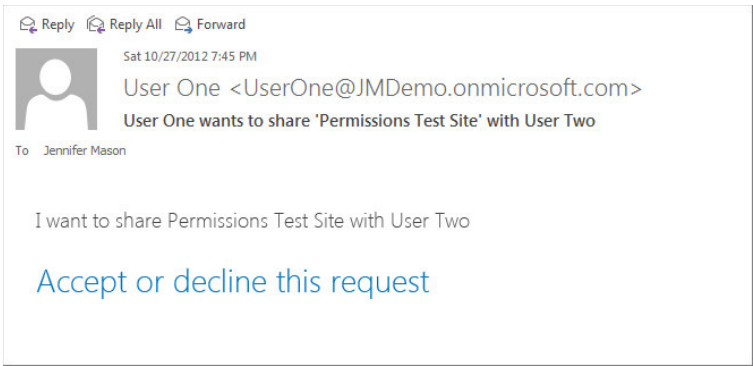 Reply Reply All Forward
Sat 10/27/2012 7:45 PM
User One <UserOne@JMDemo.onmicrosoft.com>
User One wants to share 'Permissions Test Site' with User Two
To Jennifer Mason
I want to share Permissions Test Site with User Two
Accept or decline this request